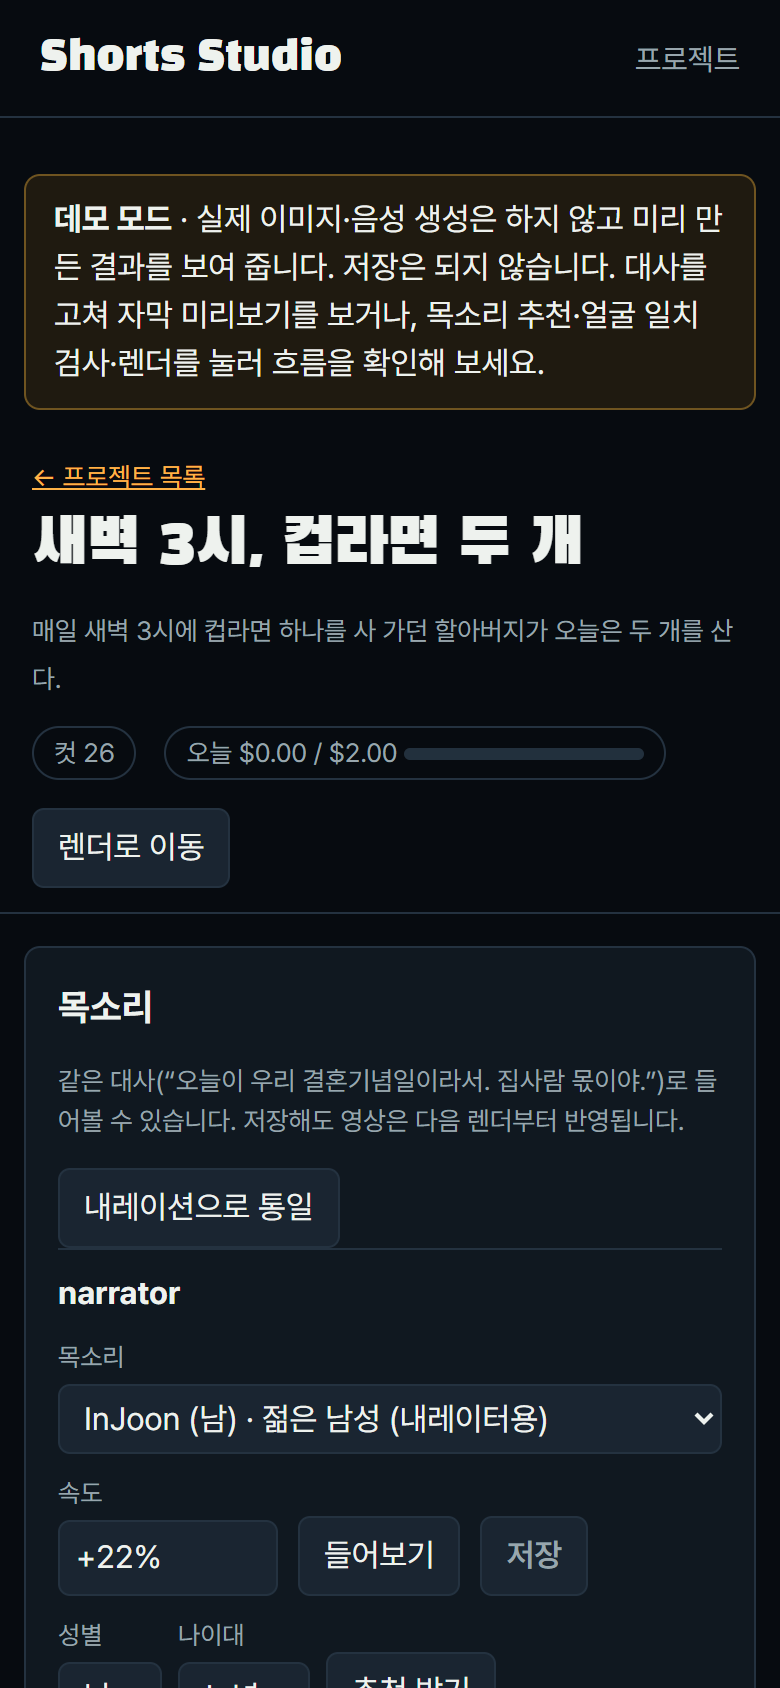 Shorts Studio
프로젝트
데모 모드 · 실제 이미지·음성 생성은 하지 않고 미리 만
든 결과를 보여 줍니다. 저장은 되지 않습니다. 대사를
고쳐 자막 미리보기를 보거나, 목소리 추천·얼굴 일치
검사·렌더를 눌러 흐름을 확인해 보세요.
← 프로젝트 목록
새벽 3시, 컵라면 두 개
매일 새벽 3시에 컵라면 하나를 사 가던 할아버지가 오늘은 두 개를 산
다.
컷 26
오늘 $0.00 / $2.00
렌더로 이동
목소리
같은 대사(“오늘이 우리 결혼기념일이라서. 집사람 몫이야.”)로 들
어볼 수 있습니다. 저장해도 영상은 다음 렌더부터 반영됩니다.
내레이션으로 통일
narrator
목소리
InJoon (남) · 젊은 남성 (내레이터용)
속도
+22%
들어보기
저장
성별
나이대